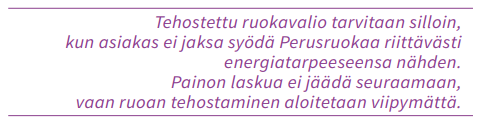 Tehostettu ruokavalio tarvitaan silloin,
kun asiakas ei jaksa syödä Perusruokaa riittävästi
energiatarpeeseensa nähden.
Painon laskua ei jäädä seuraamaan,
vaan ruoan tehostaminen aloitetaan viipymättä.